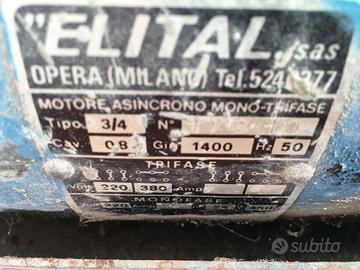 "ELITAL. sas
OPERA (MILANO) Tel.
MOTORE ASINCRONO MONO-TRIFASE
Tipo 3/4 N°
Cav. 0.8 Giri 1400 Hz 50
TRIFASE
Volt 220 380 Amp
MONOFASE
subito